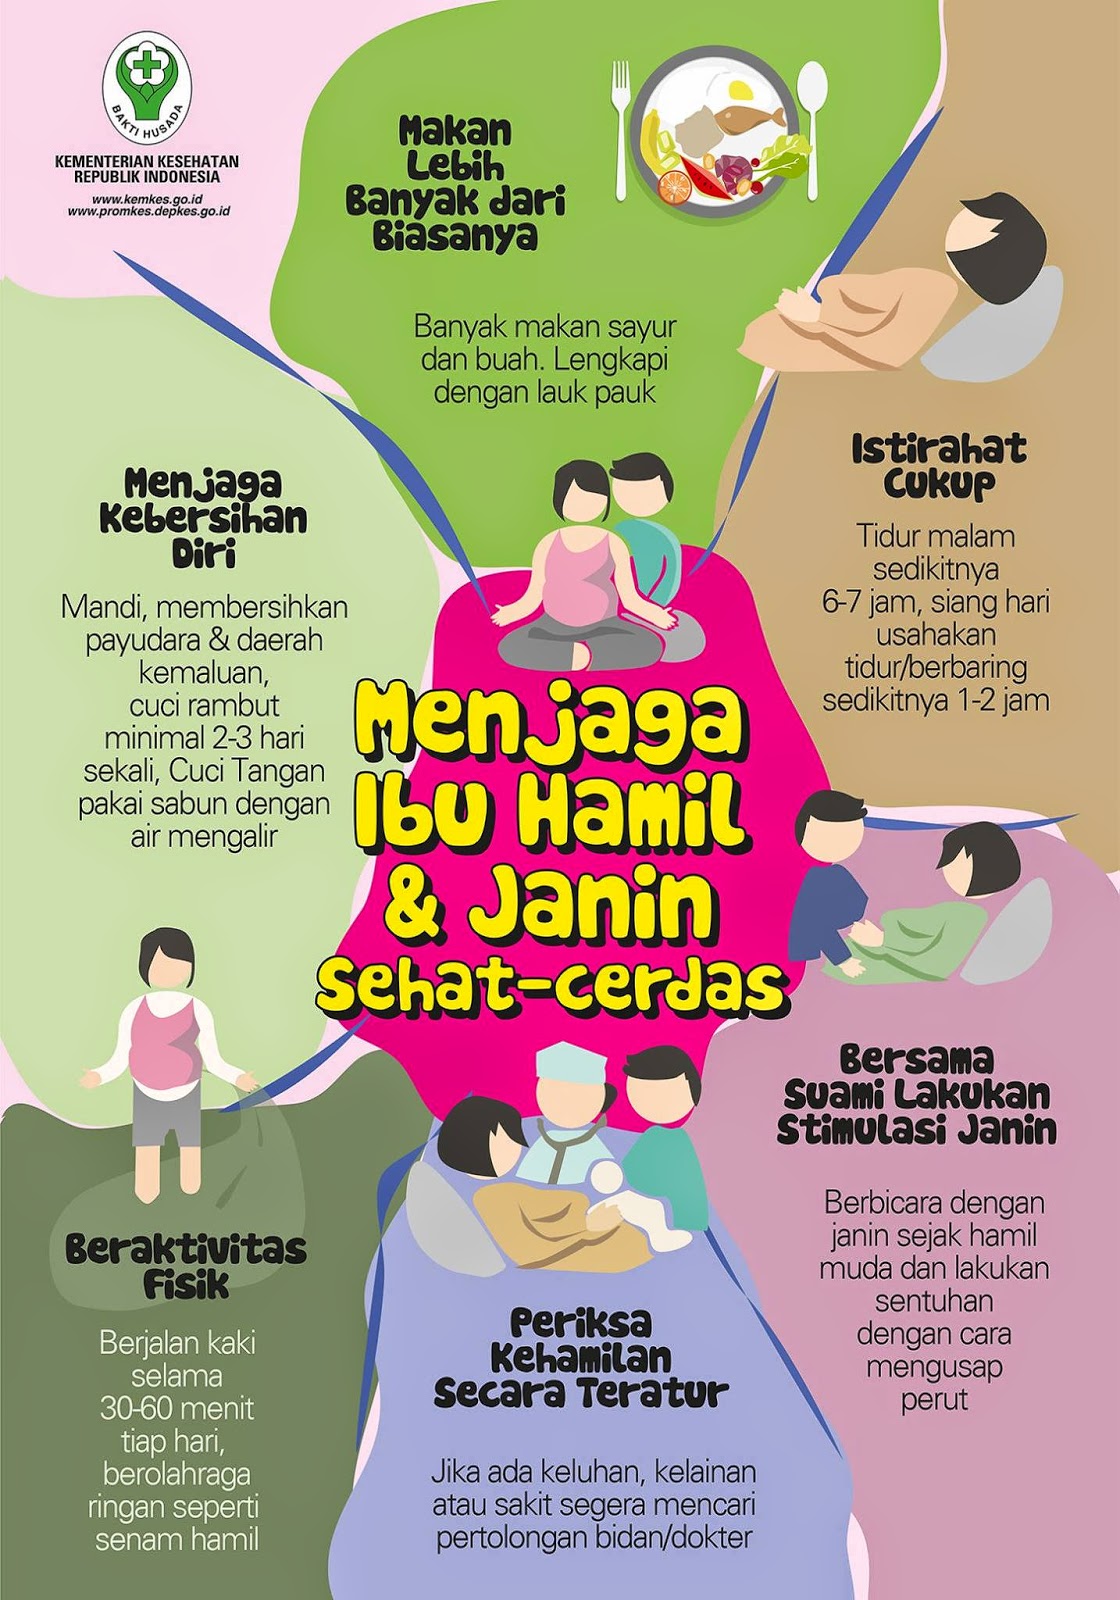 BAKTI HUSADA
KEMENTERIAN KESEHATAN
REPUBLIK INDONESIA
www.kemkes.go.id
www.promkes.depkes.go.id
Makan
Lebih
Banyak dari
Biasanya
Banyak makan sayur
dan buah. Lengkapi
dengan lauk pauk
Istirahat
Cukup
Tidur malam
sedikitnya
6-7 jam, siang hari
usahakan
tidur/berbaring
sedikitnya 1-2 jam
Menjaga
Kebersihan
Diri
Mandi, membersihkan
payudara & daerah
kemaluan,
cuci rambut
minimal 2-3 hari
sekali, Cuci Tangan
pakai sabun dengan
air mengalir
Menjaga
Ibu Hamil
& Janin
Sehat-cerdas
Bersama
Suami Lakukan
Stimulasi Janin
Berbicara dengan
janin sejak hamil
muda dan lakukan
sentuhan
dengan cara
mengusap
perut
Beraktivitas
Fisik
Berjalan kaki
selama
30-60 menit
tiap hari,
berolahraga
ringan seperti
senam hamil
Periksa
Kehamilan
Secara Teratur
Jika ada keluhan, kelainan
atau sakit segera mencari
pertolongan bidan/dokter